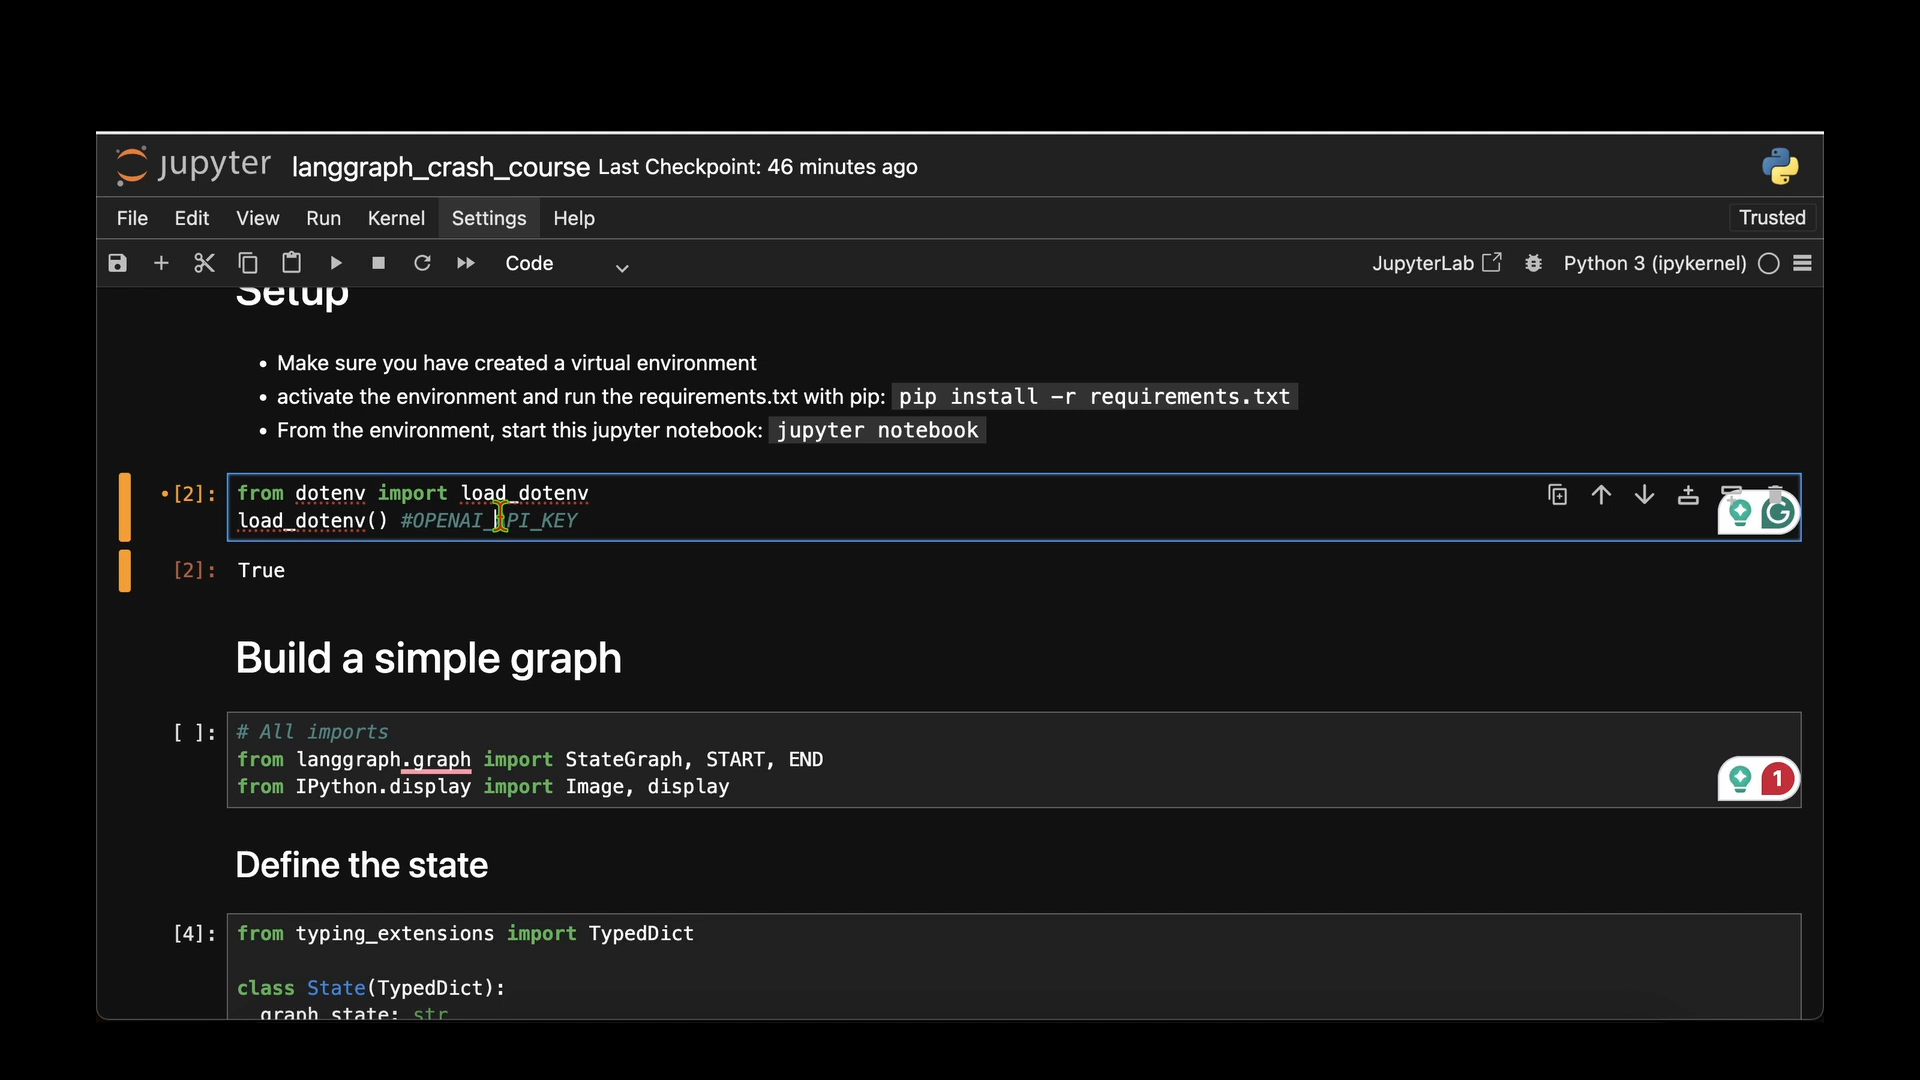 jupyter langgraph_crash_course Last Checkpoint: 46 minutes ago
File Edit View Run Kernel Settings Help Trusted
Code JupyterLab Python 3 (ipykernel)
Setup
• Make sure you have created a virtual environment
• activate the environment and run the requirements.txt with pip: pip install -r requirements.txt
• From the environment, start this jupyter notebook: jupyter notebook
[2]: from dotenv import load_dotenv
load_dotenv() #OPENAI_API_KEY
[2]: True
Build a simple graph
[ ]: # All imports
from langgraph.graph import StateGraph, START, END
from IPython.display import Image, display
1
Define the state
[4]: from typing_extensions import TypedDict
class State(TypedDict):
graph_state: str